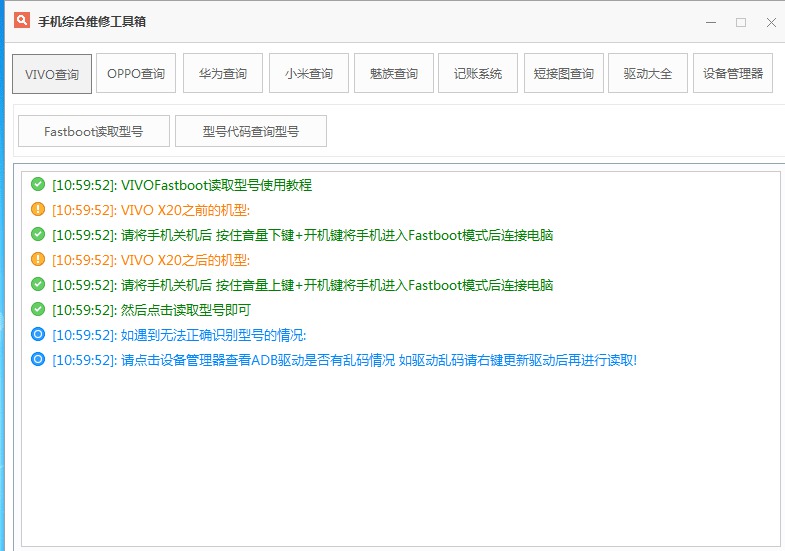 手机综合维修工具箱
VIVO查询 OPPO查询 华为查询 小米查询 魅族查询 记账系统 短接图查询 驱动大全 设备管理器
Fastboot读取型号 型号代码查询型号
[10:59:52]: VIVOFastboot读取型号使用教程
[10:59:52]: VIVO X20之前的机型:
[10:59:52]: 请将手机关机后 按住音量下键+开机键将手机进入Fastboot模式后连接电脑
[10:59:52]: VIVO X20之后的机型:
[10:59:52]: 请将手机关机后 按住音量上键+开机键将手机进入Fastboot模式后连接电脑
[10:59:52]: 然后点击读取型号即可
[10:59:52]: 如遇到无法正确识别型号的情况:
[10:59:52]: 请点击设备管理器查看ADB驱动是否有乱码情况 如驱动乱码请右键更新驱动后再进行读取!